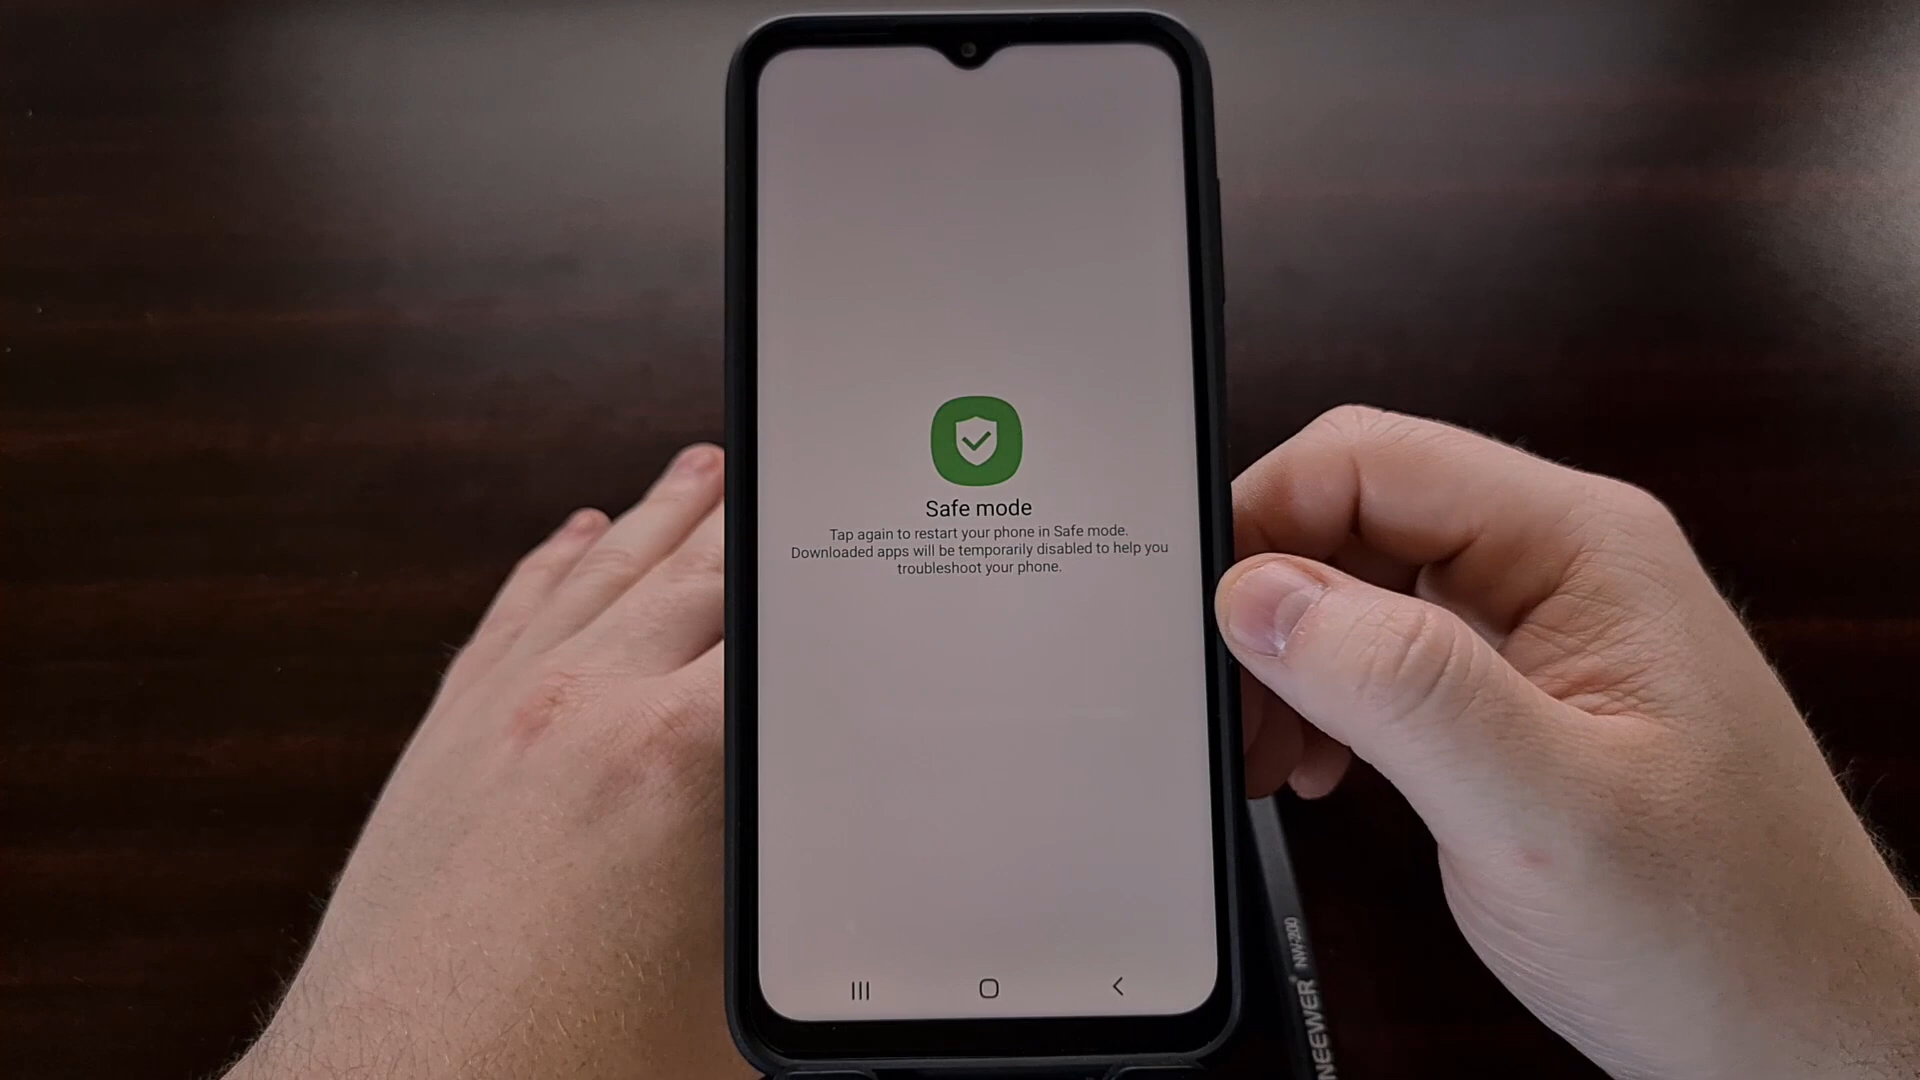 Safe mode
Tap again to restart your phone in Safe mode.
Downloaded apps will be temporarily disabled to help you
troubleshoot your phone.
NEEWER® NW-200